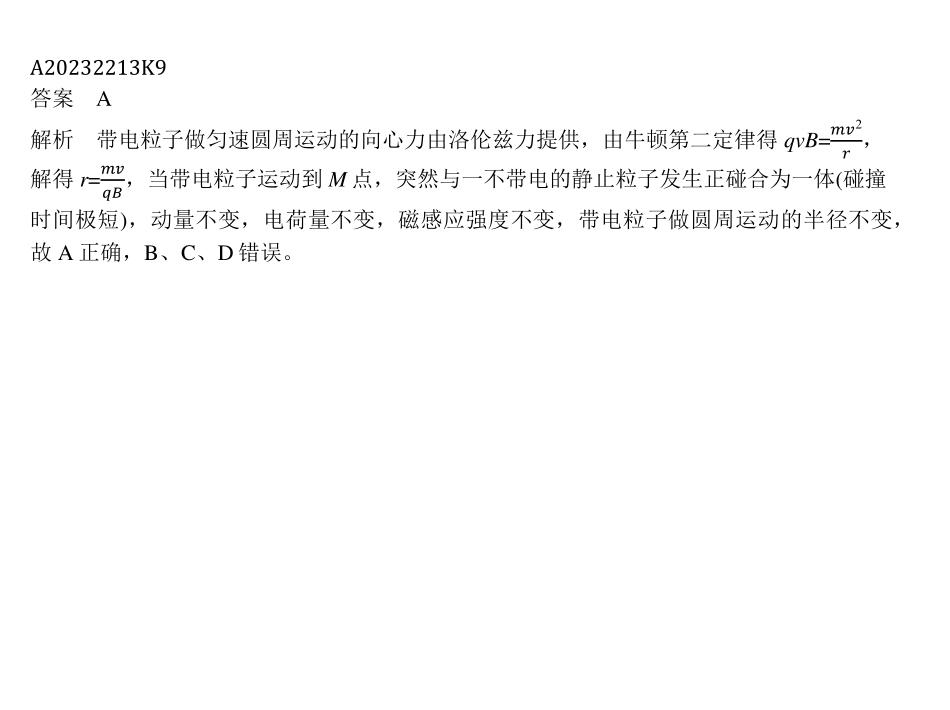 A20232213K9
答案 A
解析 带电粒子做匀速圆周运动的向心力由洛伦兹力提供，由牛顿第二定律得 qvB=\frac{mv^2}{r}，
解得 r=\frac{mv}{qB}，当带电粒子运动到 M 点，突然与一不带电的静止粒子发生正碰合为一体(碰撞
时间极短)，动量不变，电荷量不变，磁感应强度不变，带电粒子做圆周运动的半径不变，
故 A 正确，B、C、D 错误。